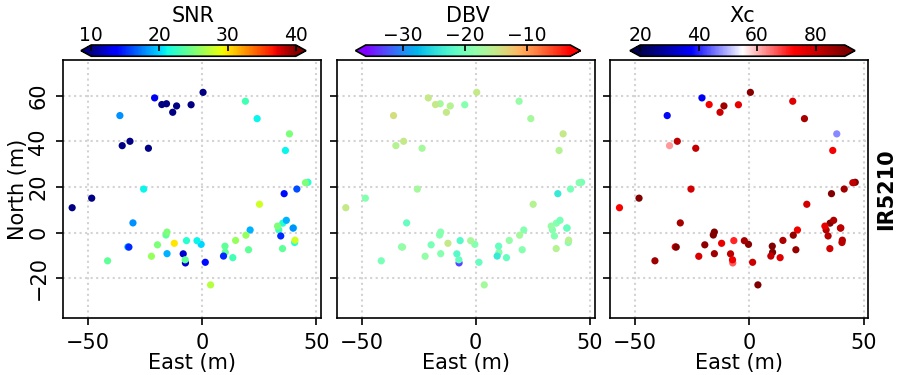 SNR DBV Xc
10 20 30 40 −30 −20 −10 20 40 60 80
60
40
20
0
−20
North (m)
IR5210
−50 0 50 −50 0 50 −50 0 50
East (m) East (m) East (m)